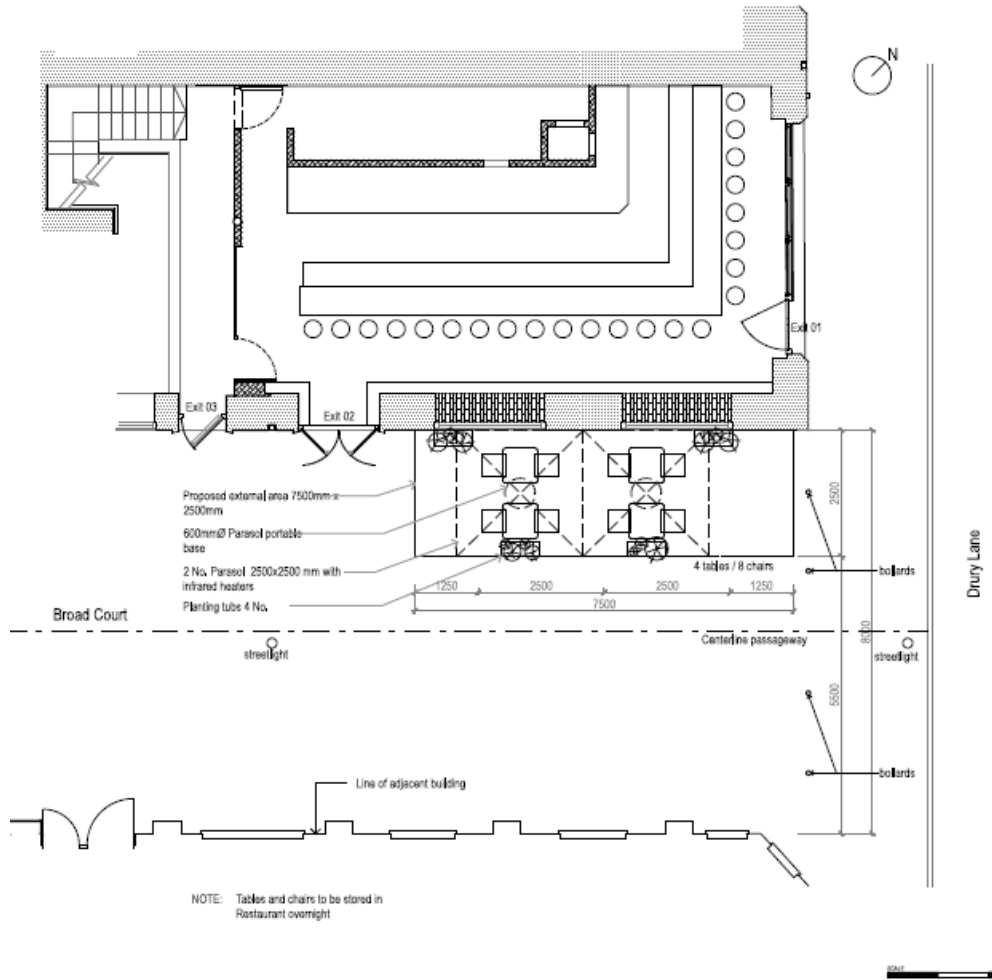 N
Exit 01
Exit 03
Exit 02
Proposed external area 7500mm x
2500mm
600mmØ Parasol portable
base
2 No. Parasol 2500x2500 mm with
infrared heaters
Planting tubs 4 No.
4 tables / 8 chairs
1250
2500
2500
1250
7500
2500
8000
5500
bollards
Drury Lane
Broad Court
Centerline passageway
streetlight
streetlight
bollards
Line of adjacent building
NOTE: Tables and chairs to be stored in
Restaurant overnight
SCALE